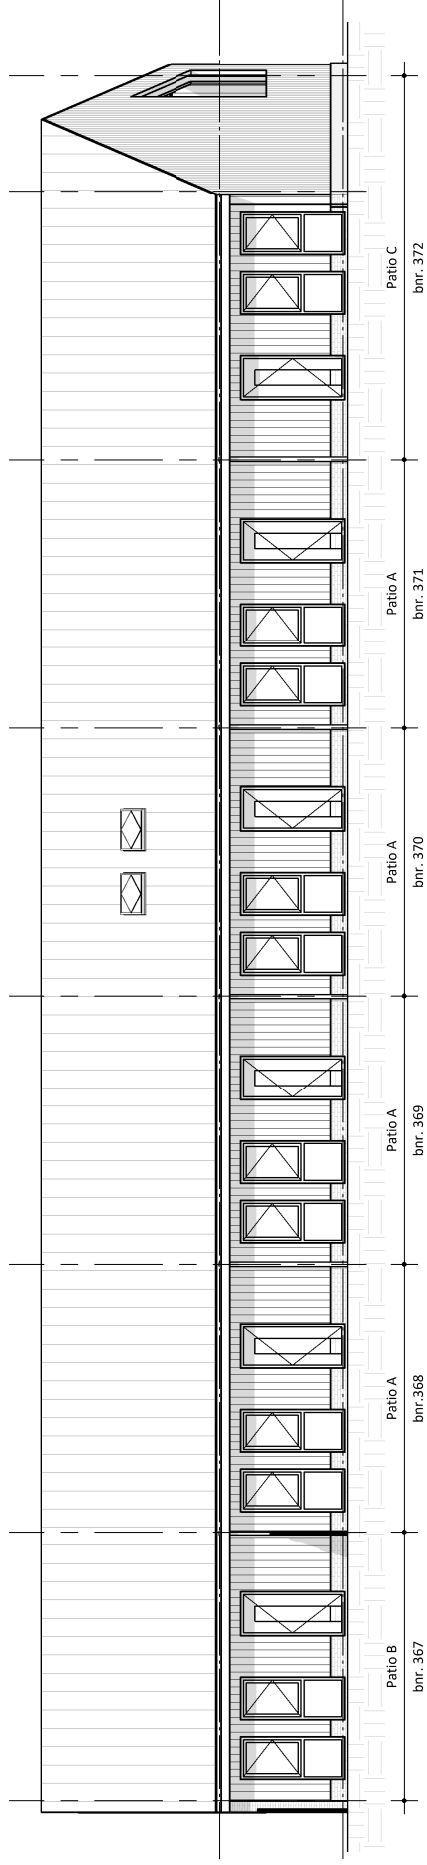 Patio B
bnr. 367
Patio A
bnr.368
Patio A
bnr. 369
Patio A
bnr. 370
Patio A
bnr. 371
Patio C
bnr. 372